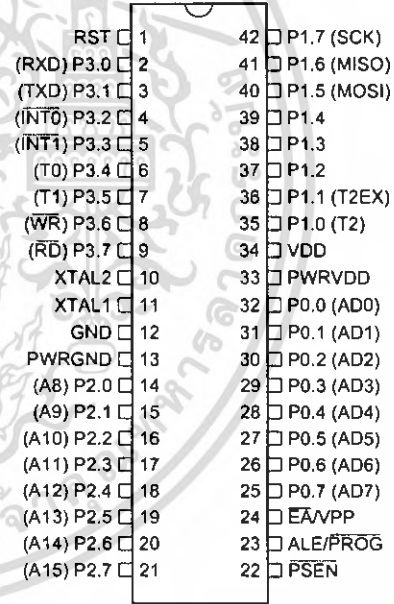 RST 1 42 P1.7 (SCK)
(RXD) P3.0 2 41 P1.6 (MISO)
(TXD) P3.1 3 40 P1.5 (MOSI)
(INT0) P3.2 4 39 P1.4
(INT1) P3.3 5 38 P1.3
(T0) P3.4 6 37 P1.2
(T1) P3.5 7 36 P1.1 (T2EX)
(WR) P3.6 8 35 P1.0 (T2)
(RD) P3.7 9 34 VDD
XTAL2 10 33 PWRVDD
XTAL1 11 32 P0.0 (AD0)
GND 12 31 P0.1 (AD1)
PWRGND 13 30 P0.2 (AD2)
(A8) P2.0 14 29 P0.3 (AD3)
(A9) P2.1 15 28 P0.4 (AD4)
(A10) P2.2 16 27 P0.5 (AD5)
(A11) P2.3 17 26 P0.6 (AD6)
(A12) P2.4 18 25 P0.7 (AD7)
(A13) P2.5 19 24 EA/VPP
(A14) P2.6 20 23 ALE/PROG
(A15) P2.7 21 22 PSEN